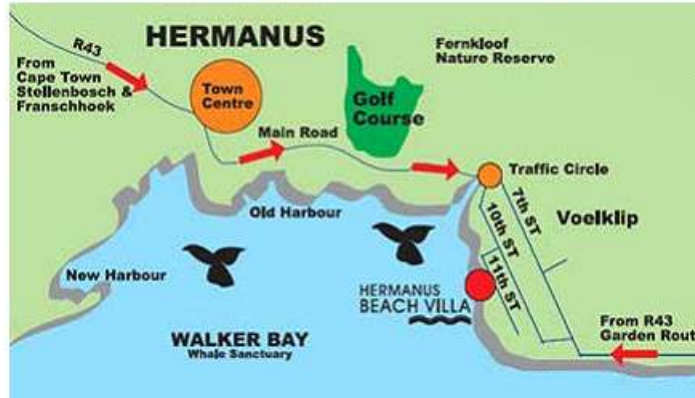 HERMANUS
R43
From
Cape Town
Stellenbosch &
Franschhoek
Town
Centre
Fernkloof
Nature Reserve
Golf
Course
Main Road
Traffic Circle
7th ST
10th ST
11th ST
Voelklip
Old Harbour
New Harbour
HERMANUS
BEACH VILLA
WALKER BAY
Whale Sanctuary
From R43
Garden Rout